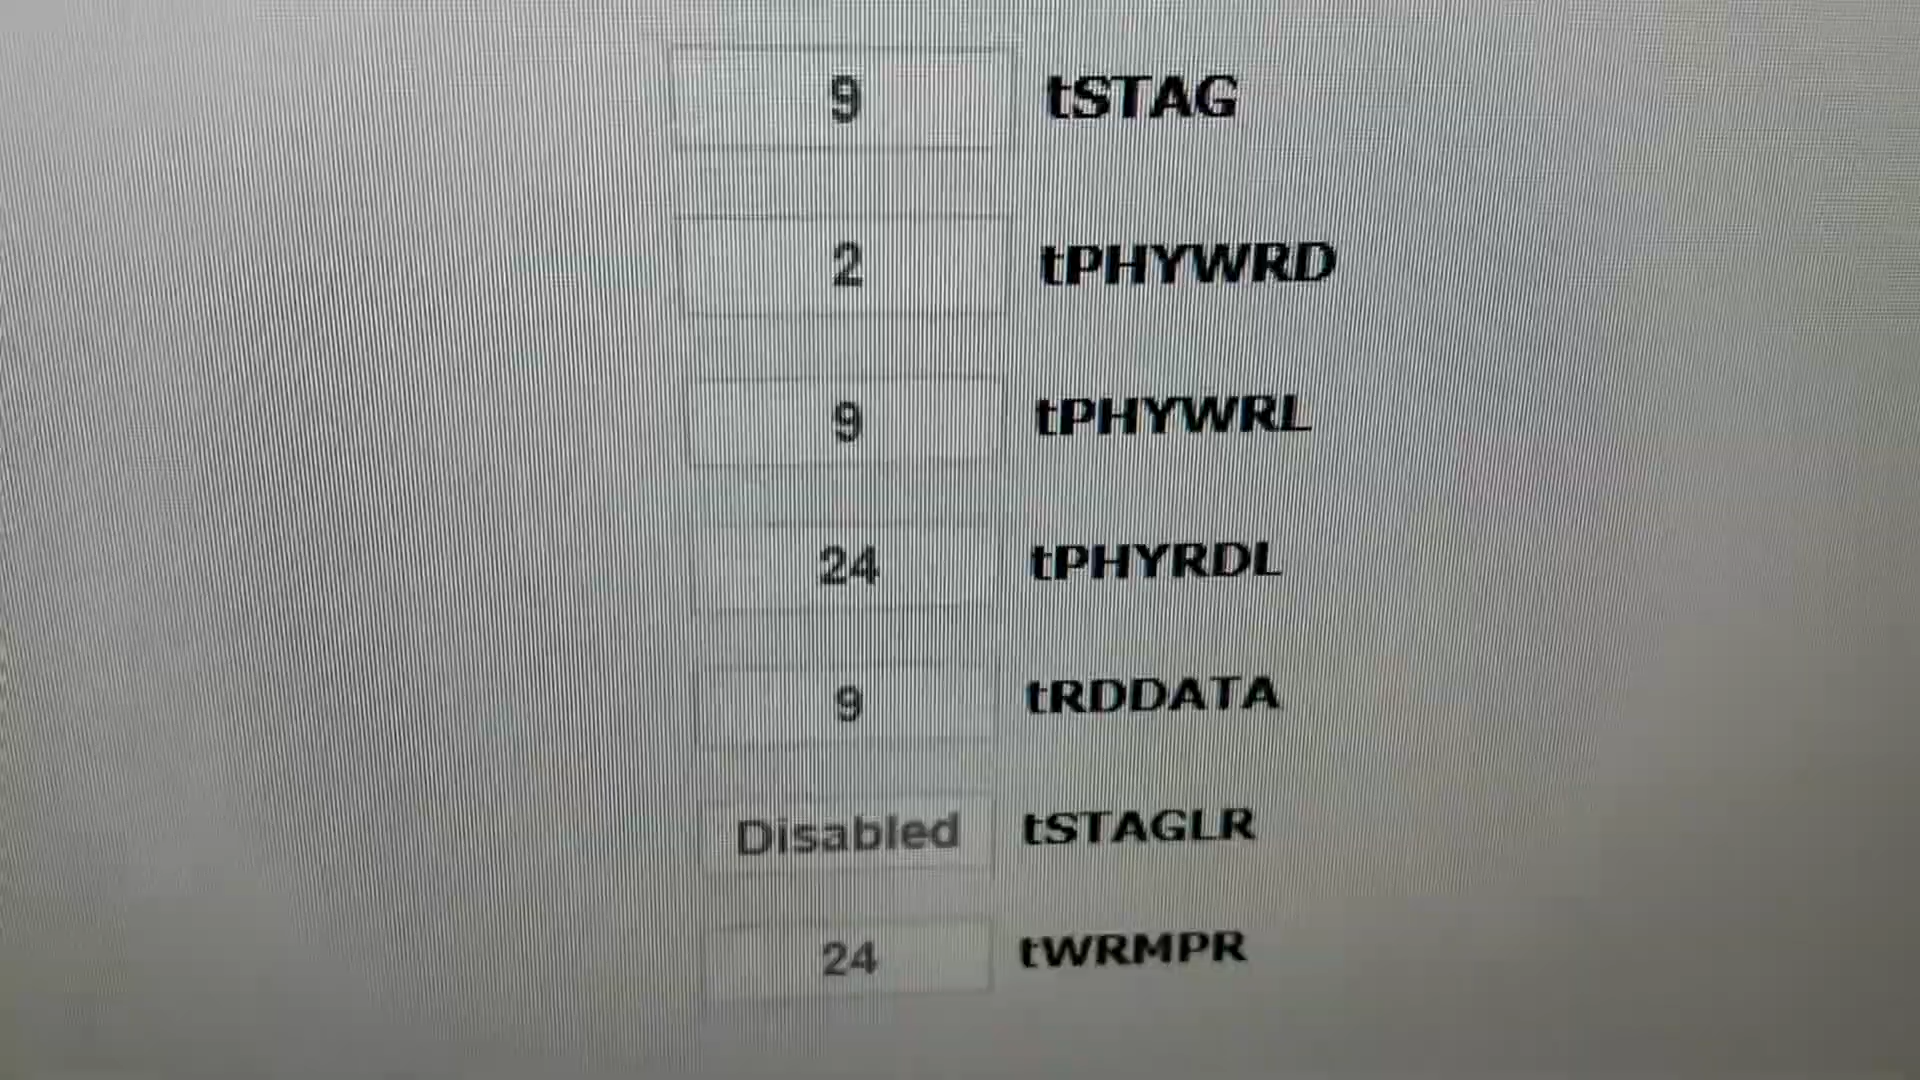 9 tSTAG
2 tPHYWRD
9 tPHYWRL
24 tPHYRDL
9 tRDDATA
Disabled tSTAGLR
24 tWRMPR